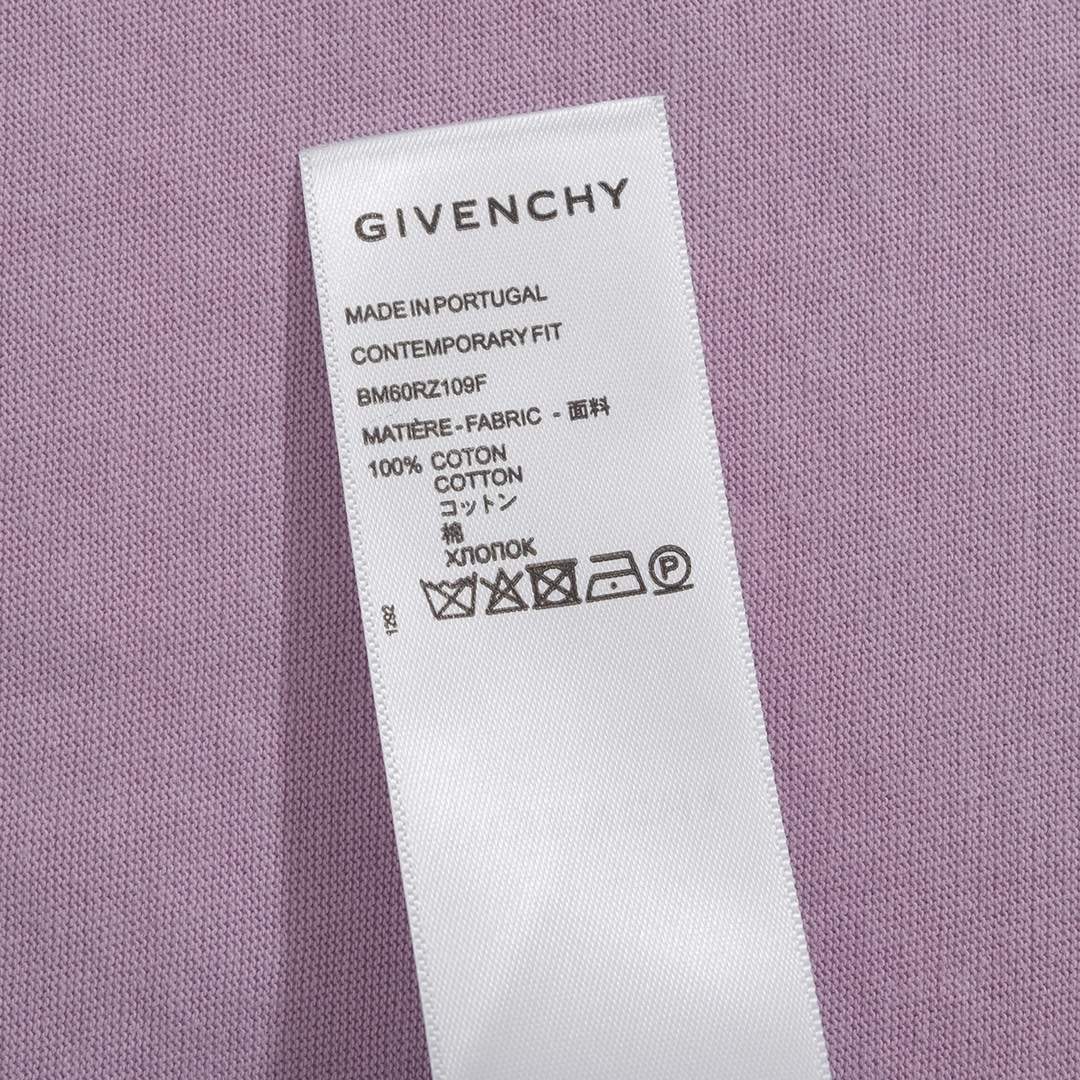 GIVENCHY
MADE IN PORTUGAL
CONTEMPORARY FIT
BM60RZ109F
MATIÈRE - FABRIC - 面料
100% COTON
COTTON
コットン
棉
ХЛОПОК
P
1292